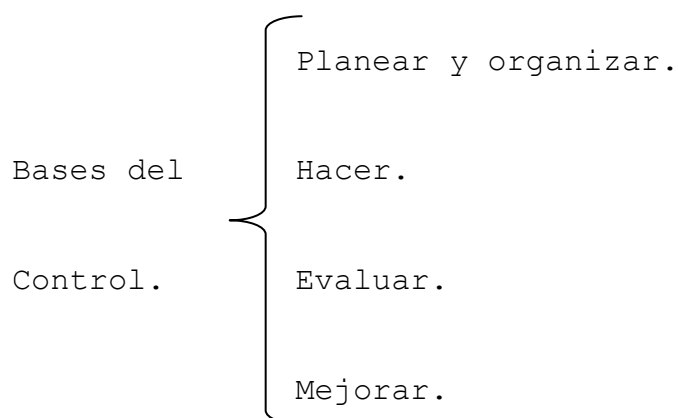 Bases del
Control.
Planear y organizar.
Hacer.
Evaluar.
Mejorar.